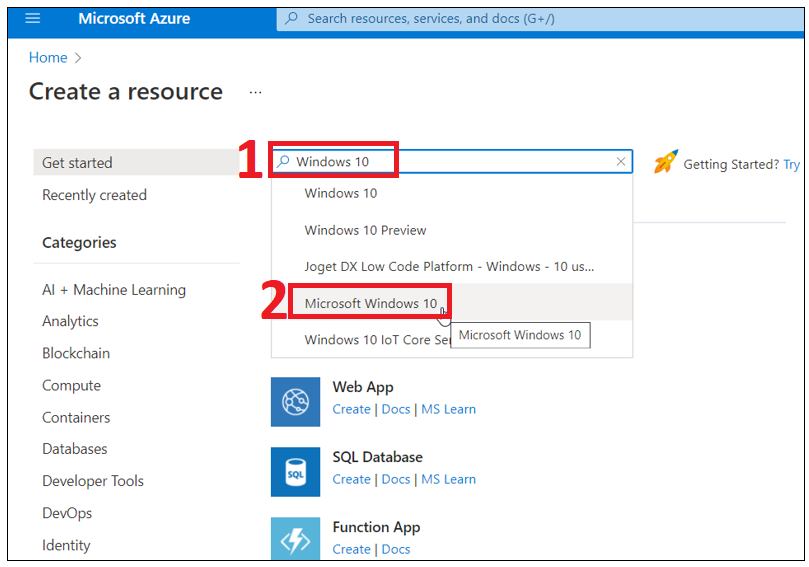 Microsoft Azure
Search resources, services, and docs (G+/)
Home >
Create a resource ...
Get started
Recently created
Categories
AI + Machine Learning
Analytics
Blockchain
Compute
Containers
Databases
Developer Tools
DevOps
Identity
1
Windows 10
Getting Started? Try
Windows 10
Windows 10 Preview
Joget DX Low Code Platform - Windows - 10 us...
2
Microsoft Windows 10
Windows 10 IoT Core Ser
Microsoft Windows 10
Web App
Create | Docs | MS Learn
SQL
SQL Database
Create | Docs | MS Learn
Function App
Create | Docs